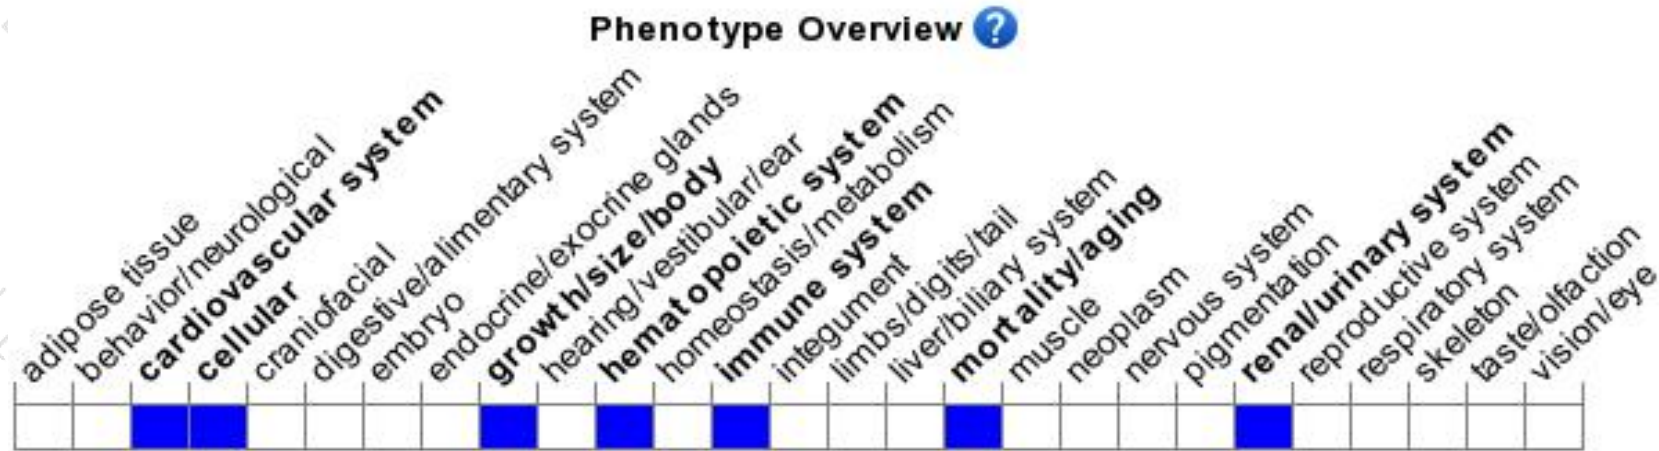 Phenotype Overview ?
adipose tissue
behavior/neurological
cardiovascular system
cellular
craniofacial
digestive/alimentary system
embryo
endocrine/exocrine glands
growth/size/body
hearing/vestibular/ear
hematopoietic system
homeostasis/metabolism
immune system
integument
limbs/digits/tail
liver/biliary system
mortality/aging
muscle
neoplasm
nervous system
pigmentation
renal/urinary system
reproductive system
respiratory system
skeleton
taste/olfaction
vision/eye